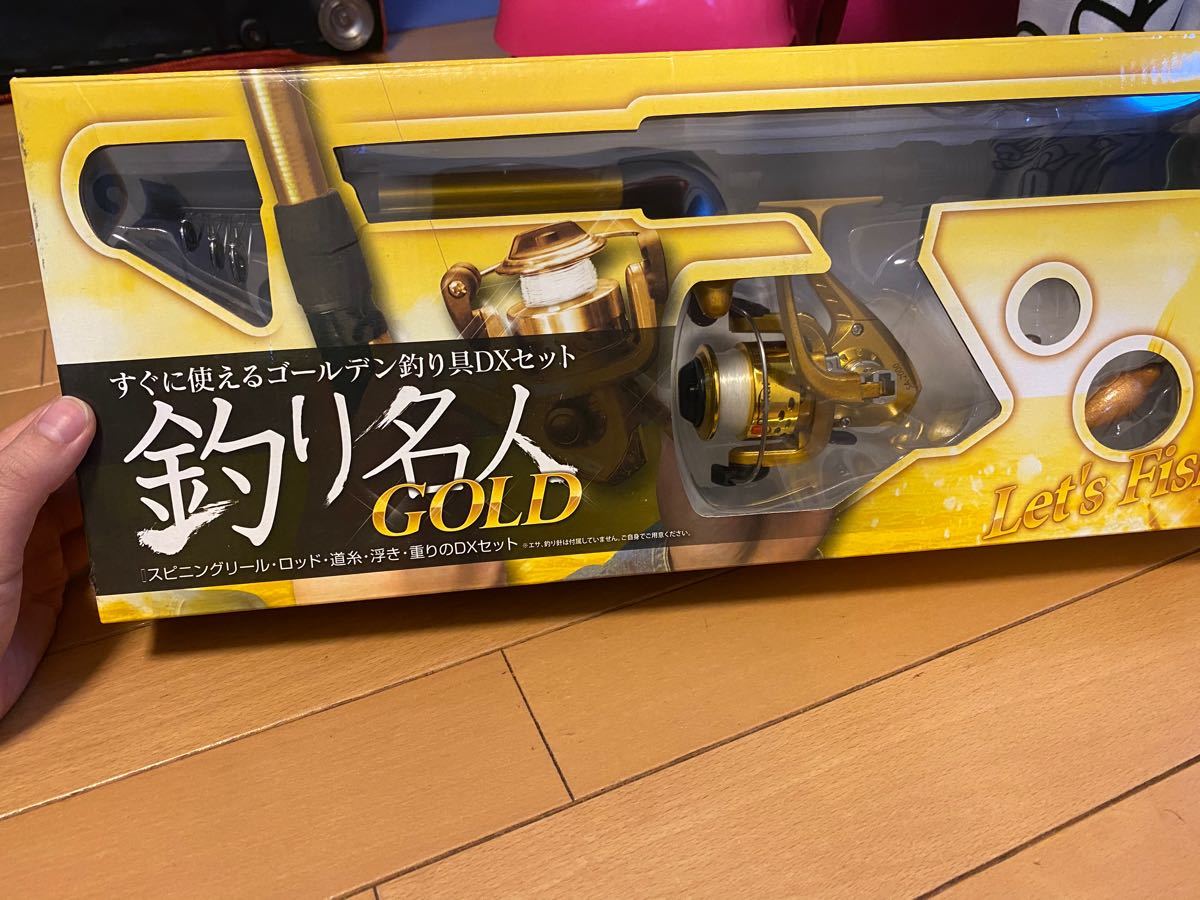 すぐに使えるゴールデン釣り具DXセット
釣り名人
GOLD
スピニングリール・ロッド・道糸・浮き・重りのDXセット ※エサ、釣り針は付属していません。ご自身でご用意ください。
Let's Fis